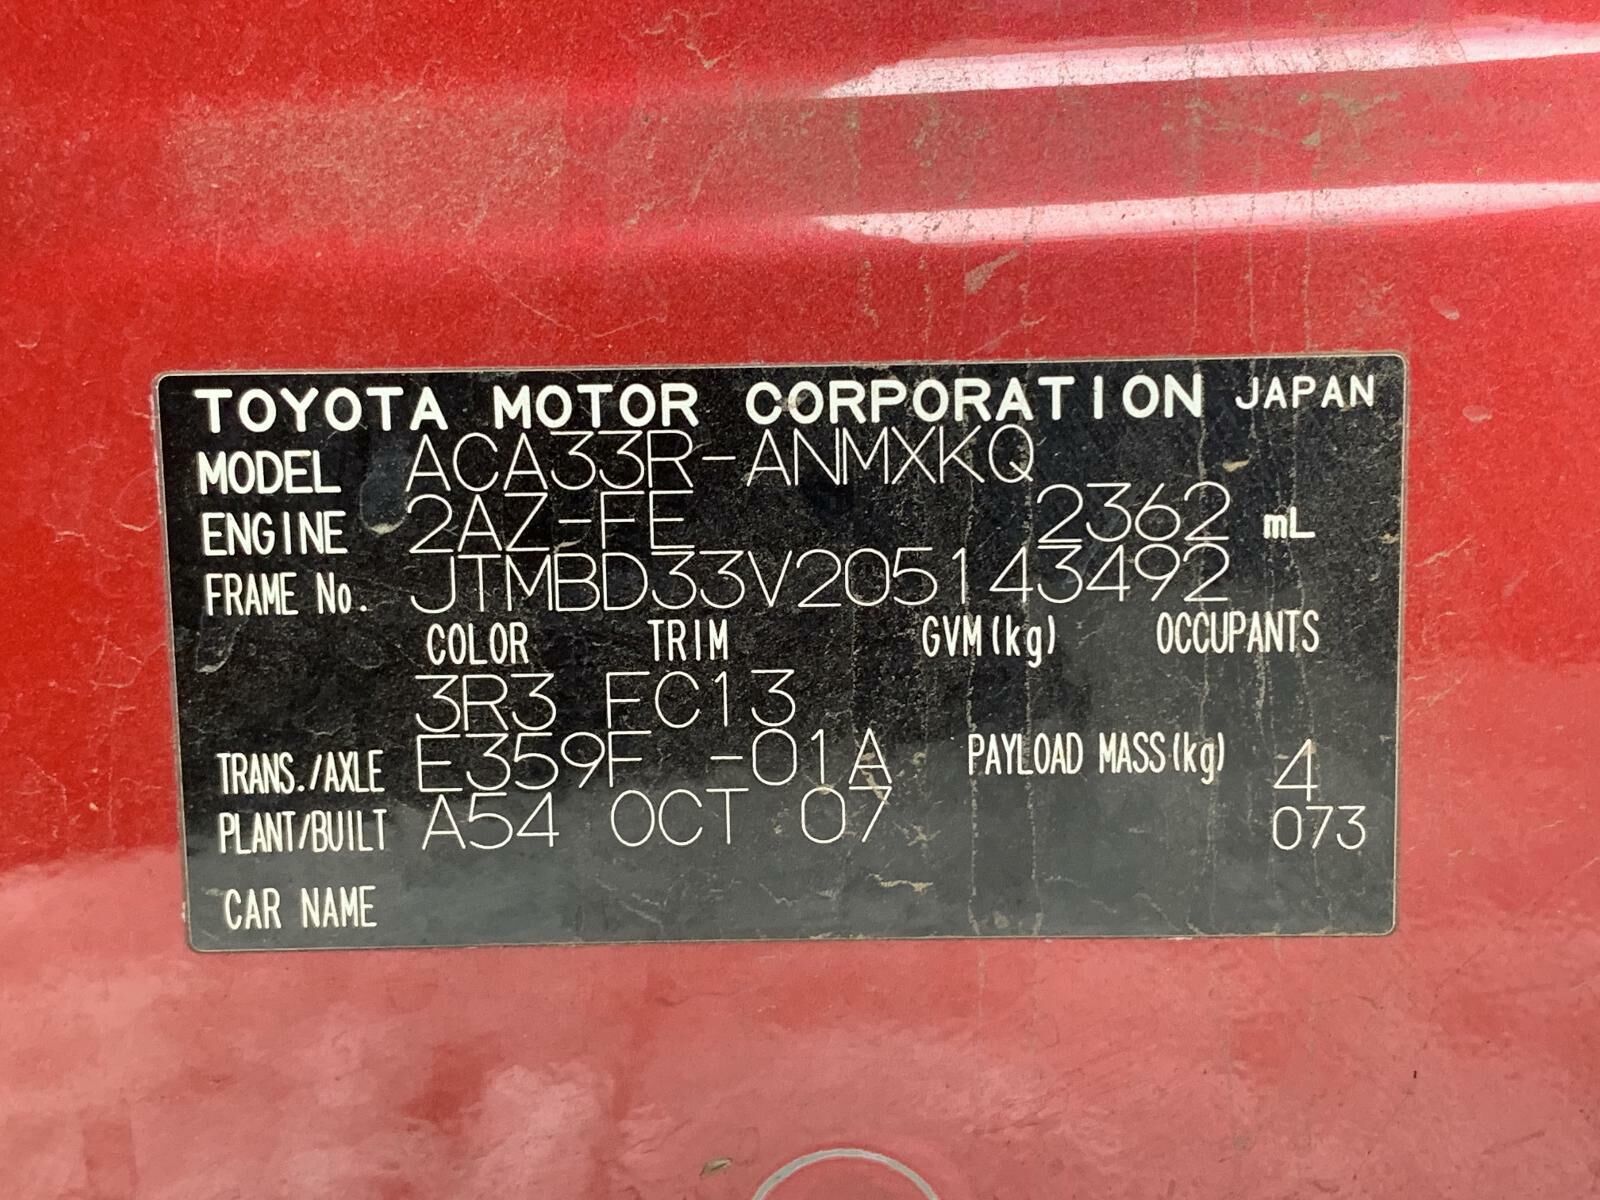 TOYOTA MOTOR CORPORATION JAPAN
MODEL ACA33R-ANMXKQ
ENGINE 2AZ-FE 2362 mL
FRAME No. JTMBD33V205143492
COLOR TRIM GVM(kg) OCCUPANTS
3R3 FC13
TRANS./AXLE E359F -01A PAYLOAD MASS(kg) 4
PLANT/BUILT A54 OCT 07 073
CAR NAME